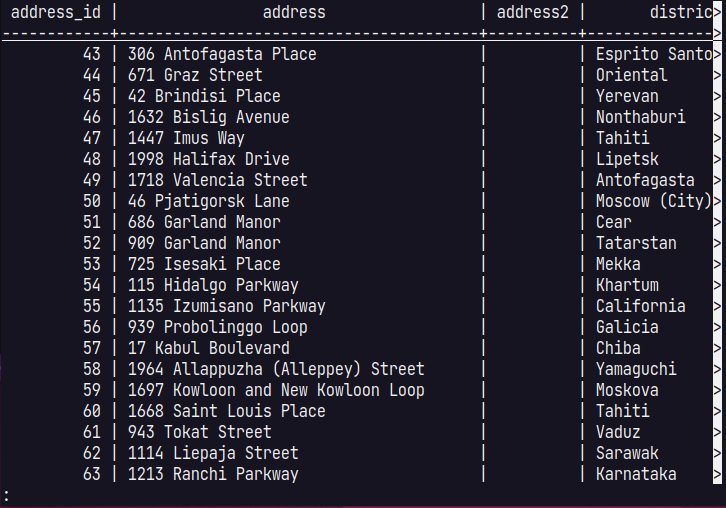 address_id | address | address2 | distric>
------------+----------------------------------------+----------+--------------->
43 | 306 Antofagasta Place | | Esprito Santo>
44 | 671 Graz Street | | Oriental >
45 | 42 Brindisi Place | | Yerevan >
46 | 1632 Bislig Avenue | | Nonthaburi >
47 | 1447 Imus Way | | Tahiti >
48 | 1998 Halifax Drive | | Lipetsk >
49 | 1718 Valencia Street | | Antofagasta >
50 | 46 Pjatigorsk Lane | | Moscow (City)>
51 | 686 Garland Manor | | Cear >
52 | 909 Garland Manor | | Tatarstan >
53 | 725 Isesaki Place | | Mekka >
54 | 115 Hidalgo Parkway | | Khartum >
55 | 1135 Izumisano Parkway | | California >
56 | 939 Probolinggo Loop | | Galicia >
57 | 17 Kabul Boulevard | | Chiba >
58 | 1964 Allappuzha (Alleppey) Street | | Yamaguchi >
59 | 1697 Kowloon and New Kowloon Loop | | Moskova >
60 | 1668 Saint Louis Place | | Tahiti >
61 | 943 Tokat Street | | Vaduz >
62 | 1114 Liepaja Street | | Sarawak >
63 | 1213 Ranchi Parkway | | Karnataka >
: